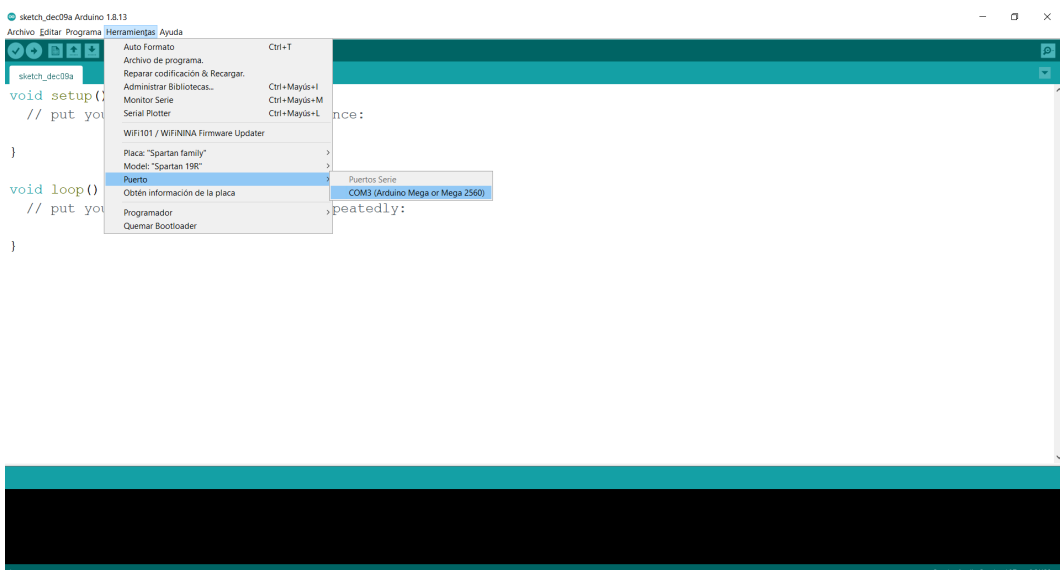 sketch_dec09a Arduino 1.8.13
Archivo Editar Programa Herramientas Ayuda
sketch_dec09a
Auto Formato Ctrl+T
Archivo de programa.
Reparar codificación & Recargar.
Administrar Bibliotecas... Ctrl+Mayús+I
Monitor Serie Ctrl+Mayús+M
Serial Plotter Ctrl+Mayús+L
WiFi101 / WiFiNINA Firmware Updater
Placa: "Spartan family"
Model: "Spartan 19R"
Puerto
Obtén información de la placa
Programador
Quemar Bootloader
Puertos Serie
COM3 (Arduino Mega or Mega 2560)
void setup()
// put you nce:
}
void loop()
// put you peatedly:
}